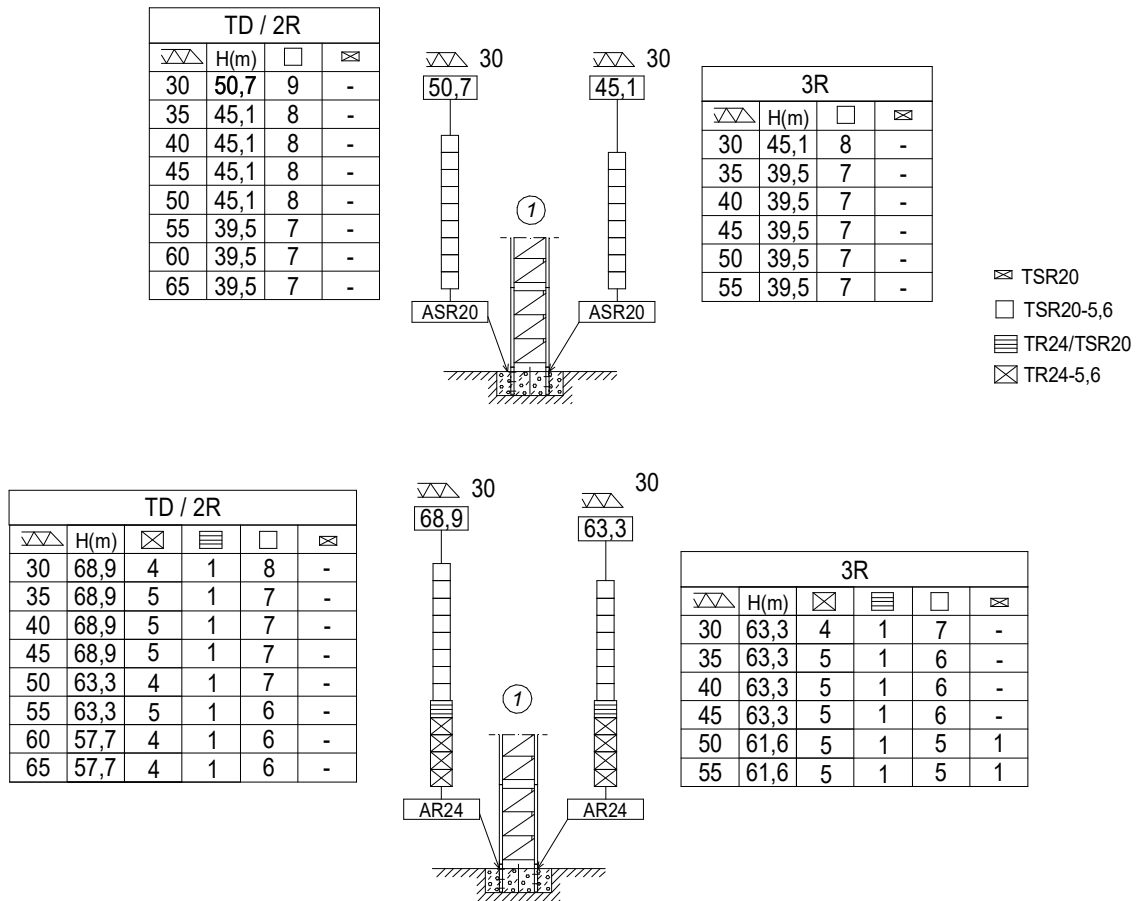 TD / 2R
H(m)
30 50,7 9 -
35 45,1 8 -
40 45,1 8 -
45 45,1 8 -
50 45,1 8 -
55 39,5 7 -
60 39,5 7 -
65 39,5 7 -
30
50,7
30
45,1
1
ASR20
ASR20
3R
H(m)
30 45,1 8 -
35 39,5 7 -
40 39,5 7 -
45 39,5 7 -
50 39,5 7 -
55 39,5 7 -
TSR20
TSR20-5,6
TR24/TSR20
TR24-5,6
TD / 2R
H(m)
30 68,9 4 1 8 -
35 68,9 5 1 7 -
40 68,9 5 1 7 -
45 68,9 5 1 7 -
50 63,3 4 1 7 -
55 63,3 5 1 6 -
60 57,7 4 1 6 -
65 57,7 4 1 6 -
30
68,9
30
63,3
1
AR24
AR24
3R
H(m)
30 63,3 4 1 7 -
35 63,3 5 1 6 -
40 63,3 5 1 6 -
45 63,3 5 1 6 -
50 61,6 5 1 5 1
55 61,6 5 1 5 1